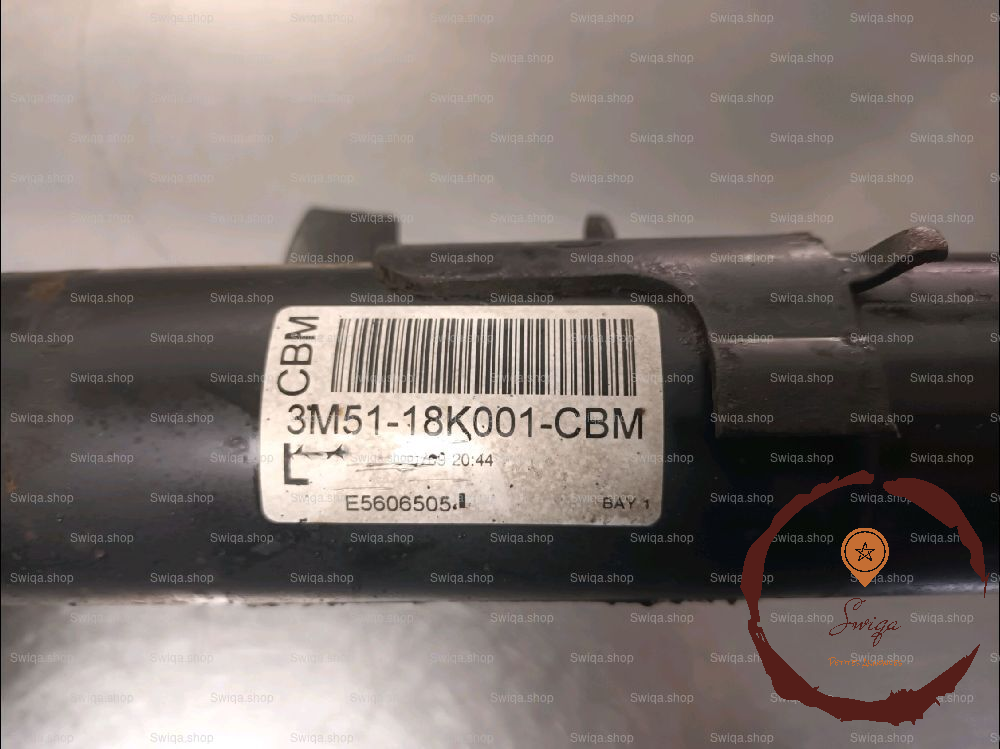 CBM
3M51-18K001-CBM
20:44
E5606505
BAY 1
Swiqa.shop
Swiqa